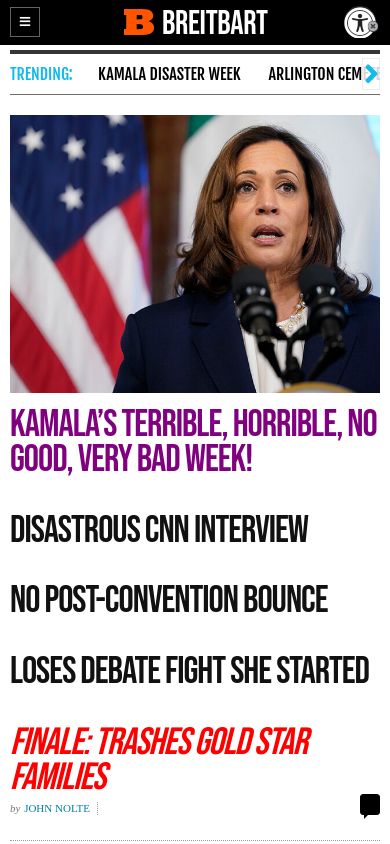 BREITBART
TRENDING: KAMALA DISASTER WEEK ARLINGTON CEM
KAMALA'S TERRIBLE, HORRIBLE, NO
GOOD, VERY BAD WEEK!
DISASTROUS CNN INTERVIEW
NO POST-CONVENTION BOUNCE
LOSES DEBATE FIGHT SHE STARTED
FINALE: TRASHES GOLD STAR
FAMILIES
by JOHN NOLTE